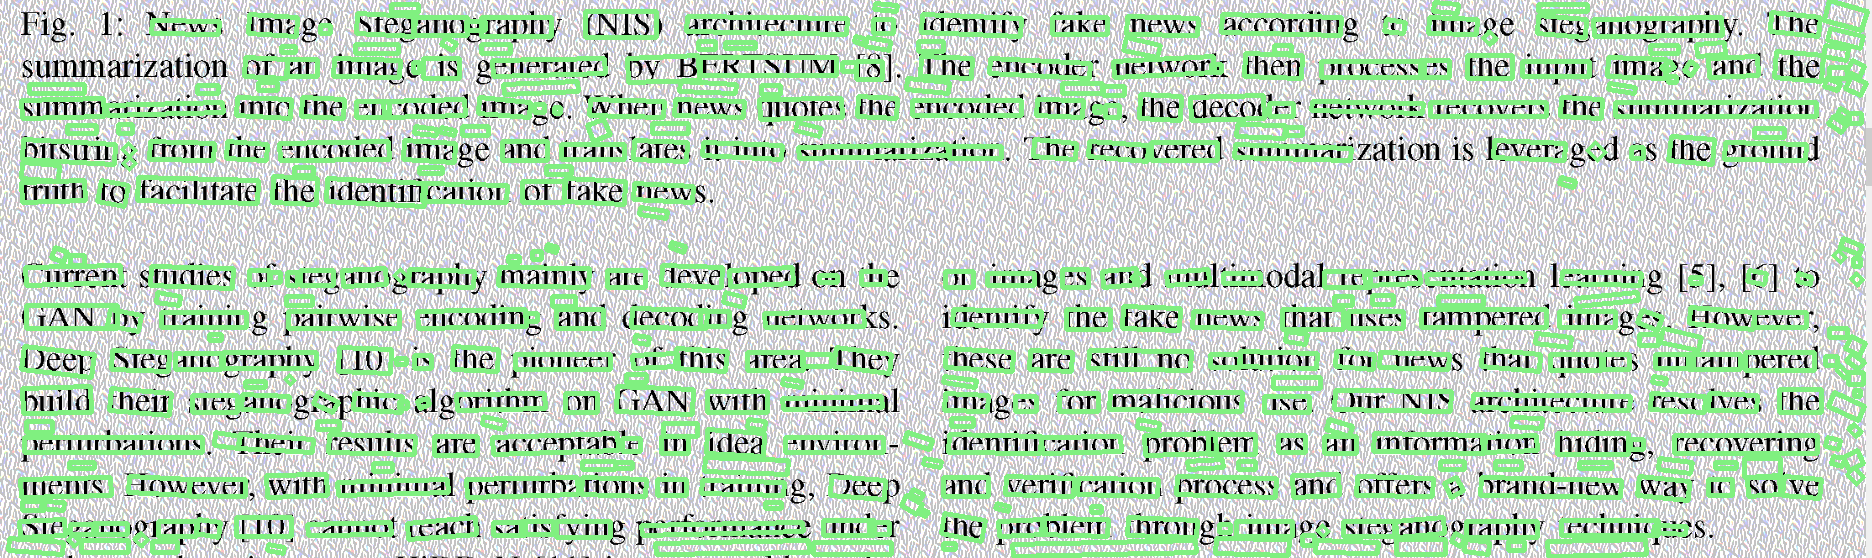 Fig. 1: News Image Steganography (NIS) architecture to identify fake news according to image steganography. The
summarization of an image is generated by BERTSUM [8]. The encoder network then processes the input image and the
summarization into the encoded image. When news quotes the encoded image, the decoder network recovers the summarization
bitstring from the encoded image and translates it into summarization. The recovered summarization is leveraged as the ground
truth to facilitate the identification of fake news.
Current studies of steganography mainly are developed on the
GAN by training pairwise encoding and decoding networks.
Deep Steganography [10] is the pioneer of this area. They
build their steganographic algorithm on GAN with minimal
perturbations. Their results are acceptable in idea environ-
ments. However, with minimal perturbations in training, Deep
Steganography [10] cannot reach satisfying performance under
on images and multimodal representation learning [5], [6] to
identify the fake news that uses tampered images. However,
these are still no solution for news that quotes untampered
images for malicious use. Our NIS architecture resolves the
identification problem as an information hiding, recovering
and verification process and offers a brand-new way to solve
the problem through image steganography techniques.